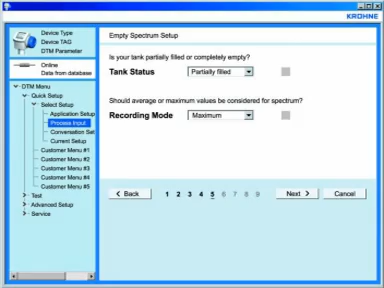 KROHNE
Device Type
Device TAG
DTM Parameter
Online
Data from database
DTM Menu
Quick Setup
Select Setup
Application Setup
Process Input
Conversation Set
Current Setup
Customer Menu #1
Customer Menu #2
Customer Menu #3
Customer Menu #4
Customer Menu #5
Test
Advanced Setup
Service
Empty Spectrum Setup
Is your tank partially filled or completely empty?
Tank Status Partially filled
Should average or maximum values be considered for spectrum?
Recording Mode Maximum
< Back 1 2 3 4 5 6 7 8 9 Next > Cancel